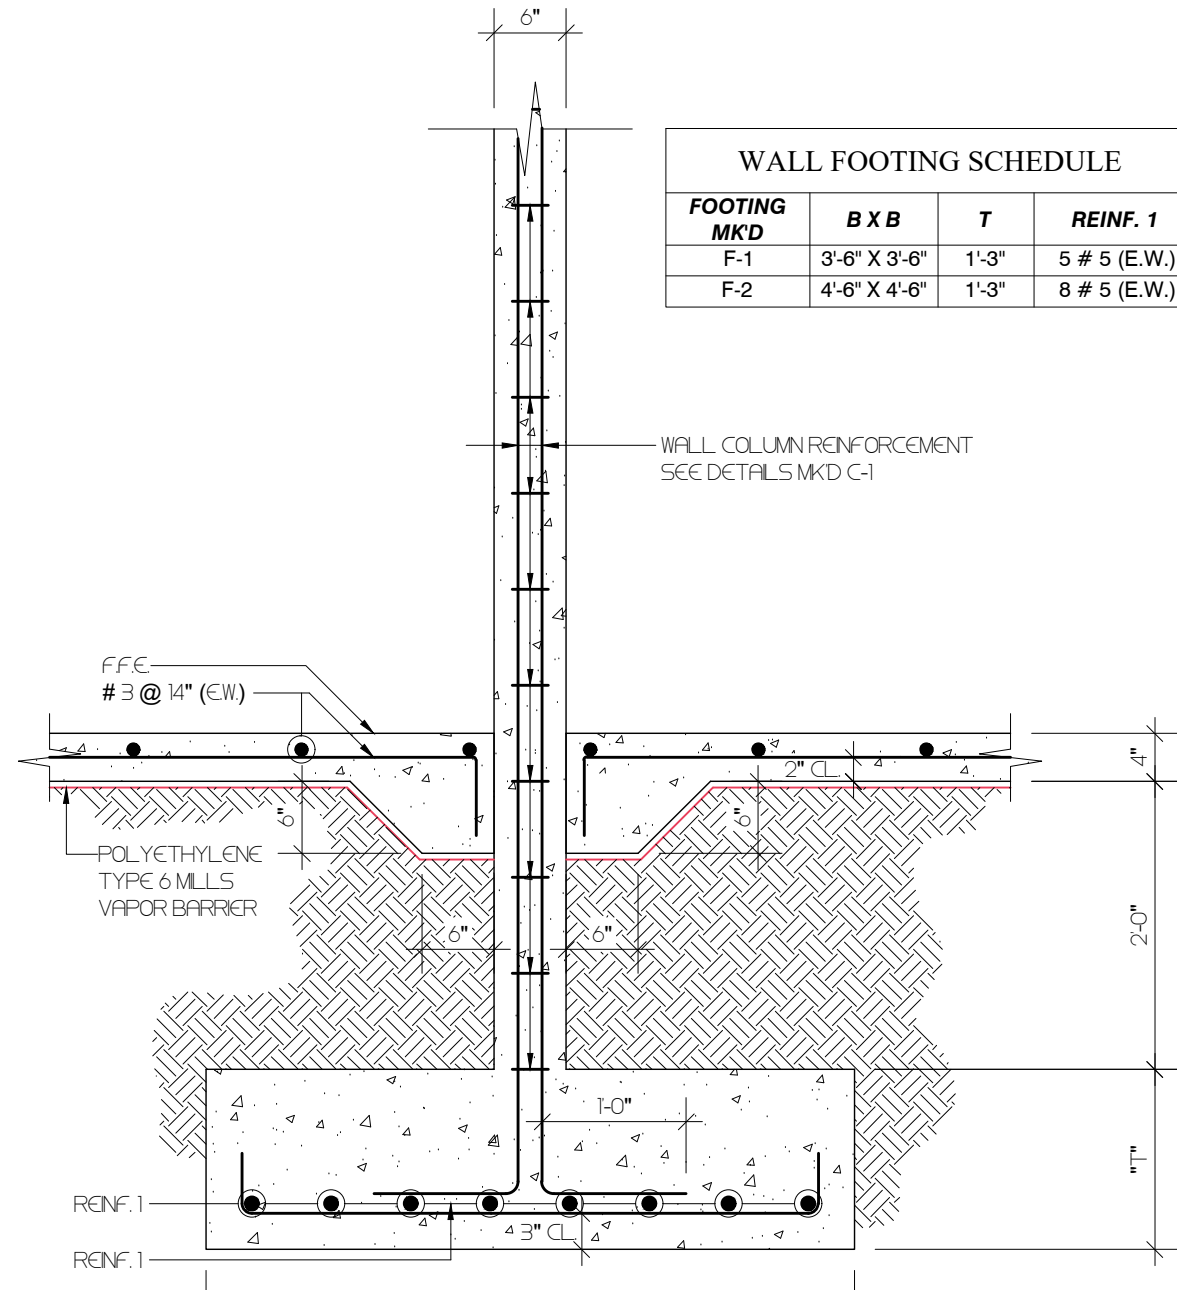 6"
WALL FOOTING SCHEDULE
FOOTING MK'D B X B T REINF. 1
F-1 3'-6" X 3'-6" 1'-3" 5 # 5 (E.W.)
F-2 4'-6" X 4'-6" 1'-3" 8 # 5 (E.W.)
WALL COLUMN REINFORCEMENT
SEE DETAILS MK'D C-1
F.F.E.
# 3 @ 14" (E.W.)
2" CL.
4"
6"
6"
POLYETHYLENE
TYPE 6 MILLS
VAPOR BARRIER
6"
6"
2'-0"
1'-0"
"T"
REINF. 1
3" CL.
REINF. 1